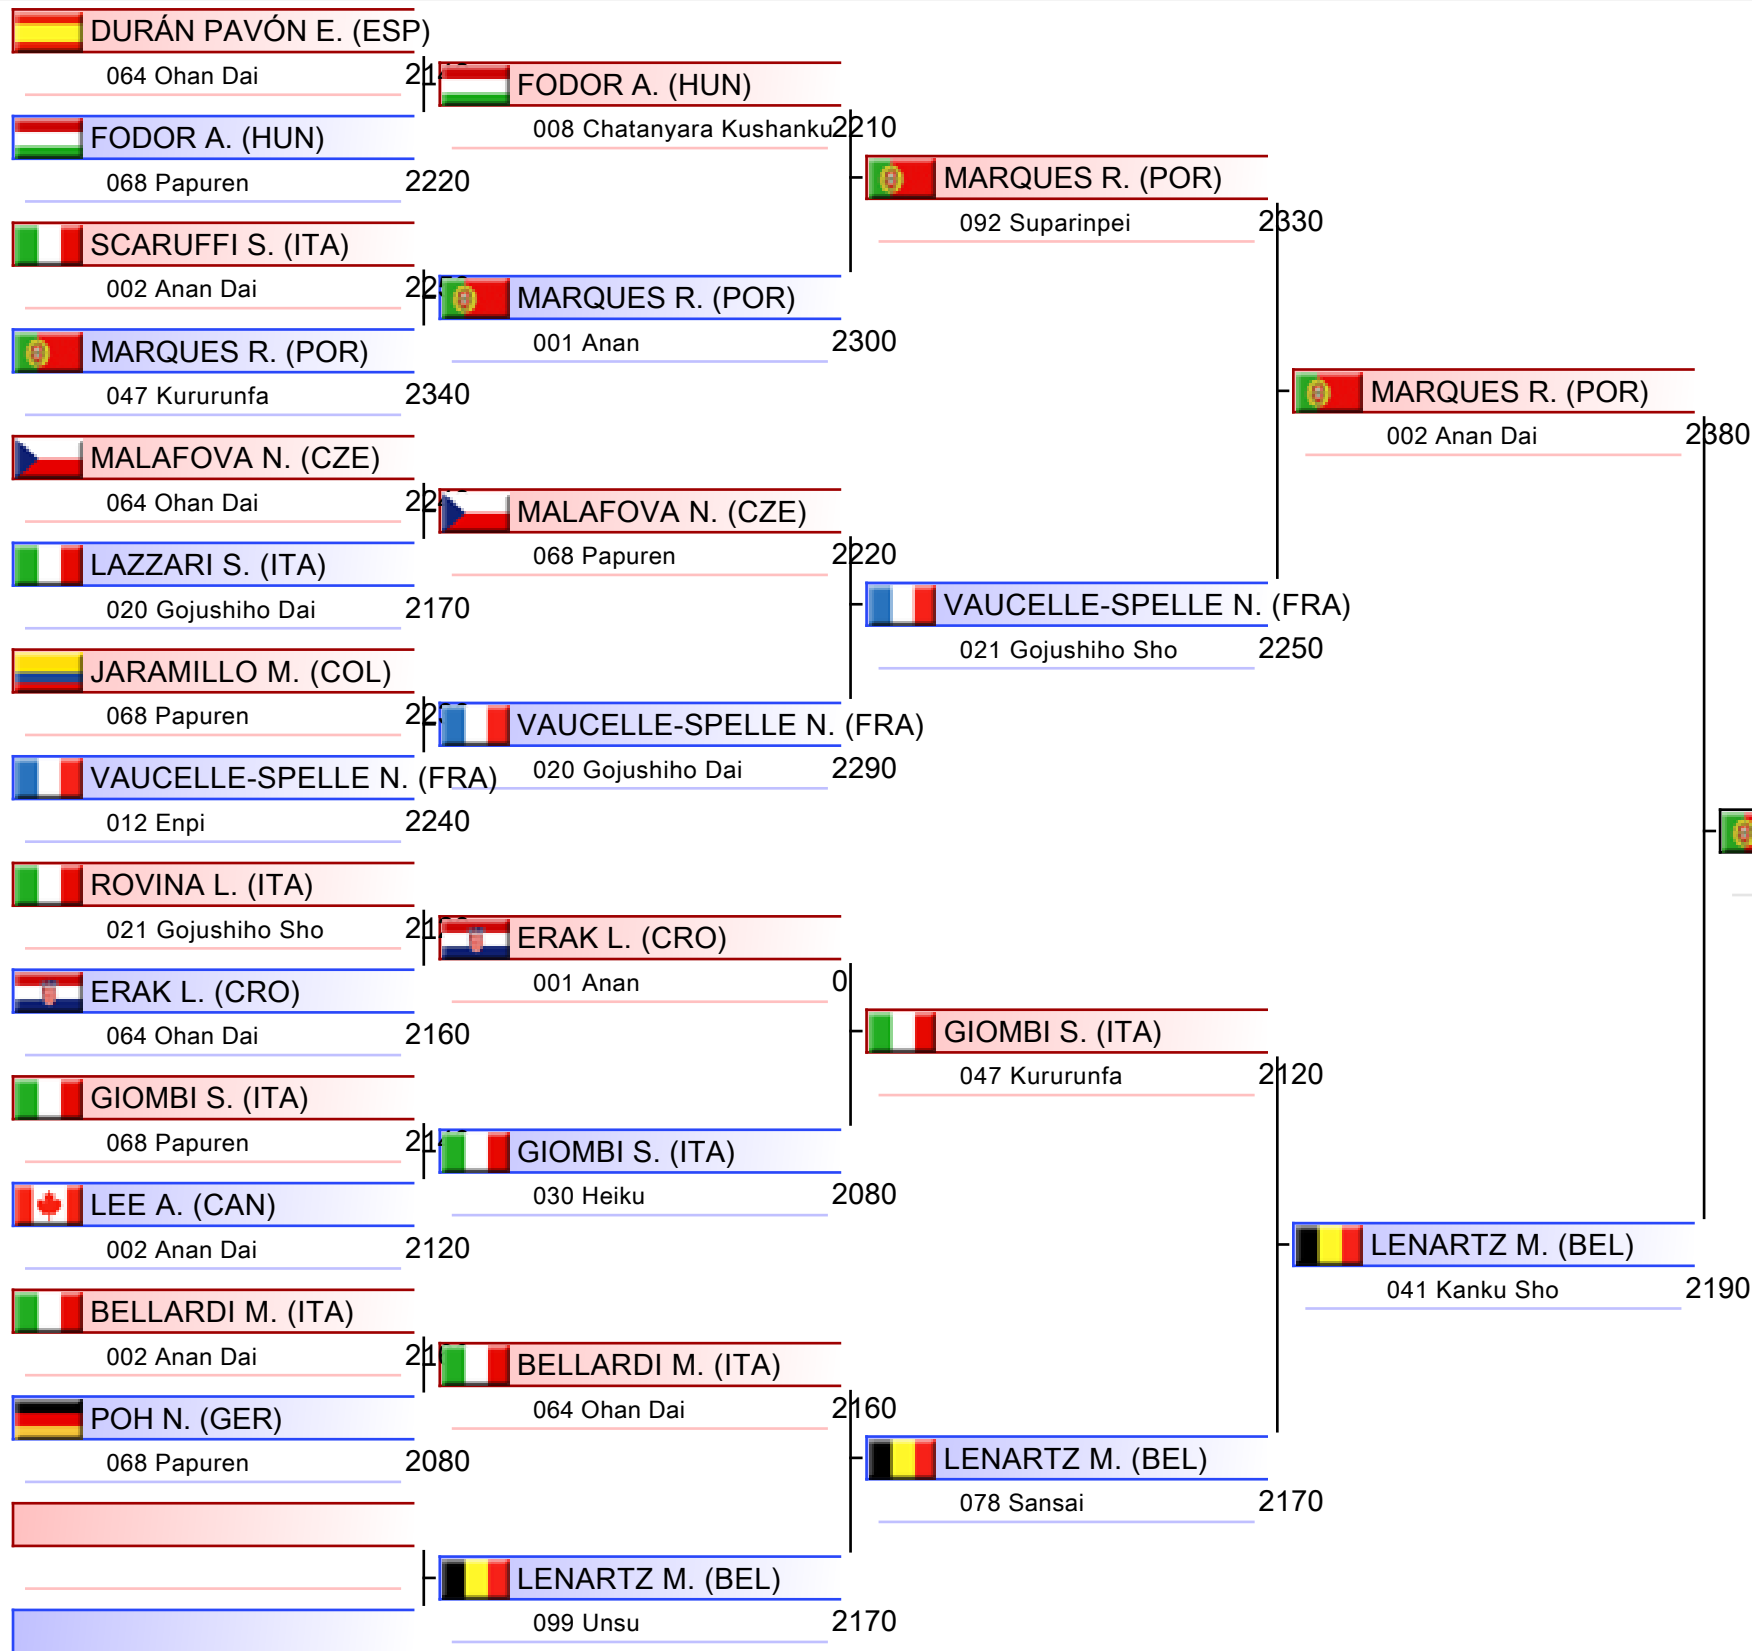 DURÁN PAVÓN E. (ESP)
064 Ohan Dai
FODOR A. (HUN)
068 Papuren 2220
SCARUFFI S. (ITA)
002 Anan Dai
MARQUES R. (POR)
047 Kururunfa 2340
MALAFOVA N. (CZE)
064 Ohan Dai
LAZZARI S. (ITA)
020 Gojushiho Dai 2170
JARAMILLO M. (COL)
068 Papuren
VAUCELLE-SPELLE N. (FRA)
012 Enpi 2240
ROVINA L. (ITA)
021 Gojushiho Sho
ERAK L. (CRO)
064 Ohan Dai 2160
GIOMBI S. (ITA)
068 Papuren
LEE A. (CAN)
002 Anan Dai 2120
BELLARDI M. (ITA)
002 Anan Dai
POH N. (GER)
068 Papuren 2080
FODOR A. (HUN)
008 Chatanyara Kushanku 2210
MARQUES R. (POR)
001 Anan 2300
MALAFOVA N. (CZE)
068 Papuren 2220
VAUCELLE-SPELLE N. (FRA)
020 Gojushiho Dai 2290
ERAK L. (CRO)
001 Anan 0
GIOMBI S. (ITA)
030 Heiku 2080
BELLARDI M. (ITA)
064 Ohan Dai 2160
LENARTZ M. (BEL)
099 Unsu 2170
MARQUES R. (POR)
092 Suparinpei 2330
VAUCELLE-SPELLE N. (FRA)
021 Gojushiho Sho 2250
GIOMBI S. (ITA)
047 Kururunfa 2120
LENARTZ M. (BEL)
078 Sansai 2170
MARQUES R. (POR)
002 Anan Dai 2380
LENARTZ M. (BEL)
041 Kanku Sho 2190